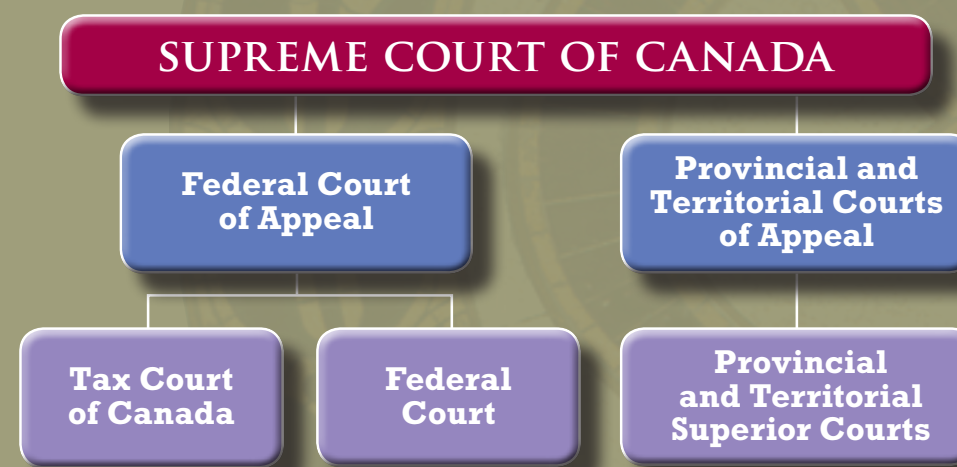 SUPREME COURT OF CANADA
Federal Court
of Appeal
Provincial and
Territorial Courts
of Appeal
Tax Court
of Canada
Federal
Court
Provincial
and Territorial
Superior Courts